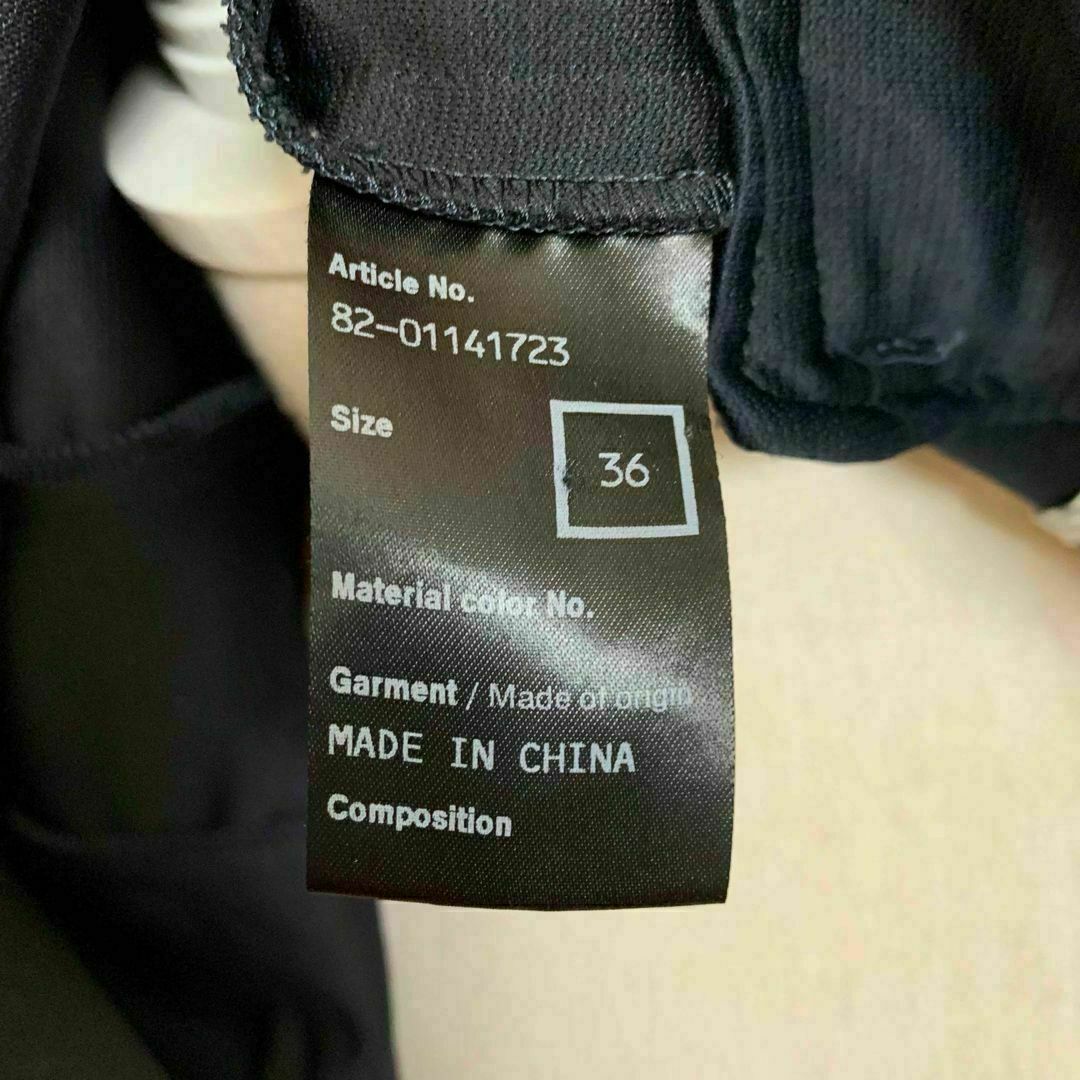 Article No.
82-01141723
Size
36
Material color No.
Garment / Made of origin
MADE IN CHINA
Composition